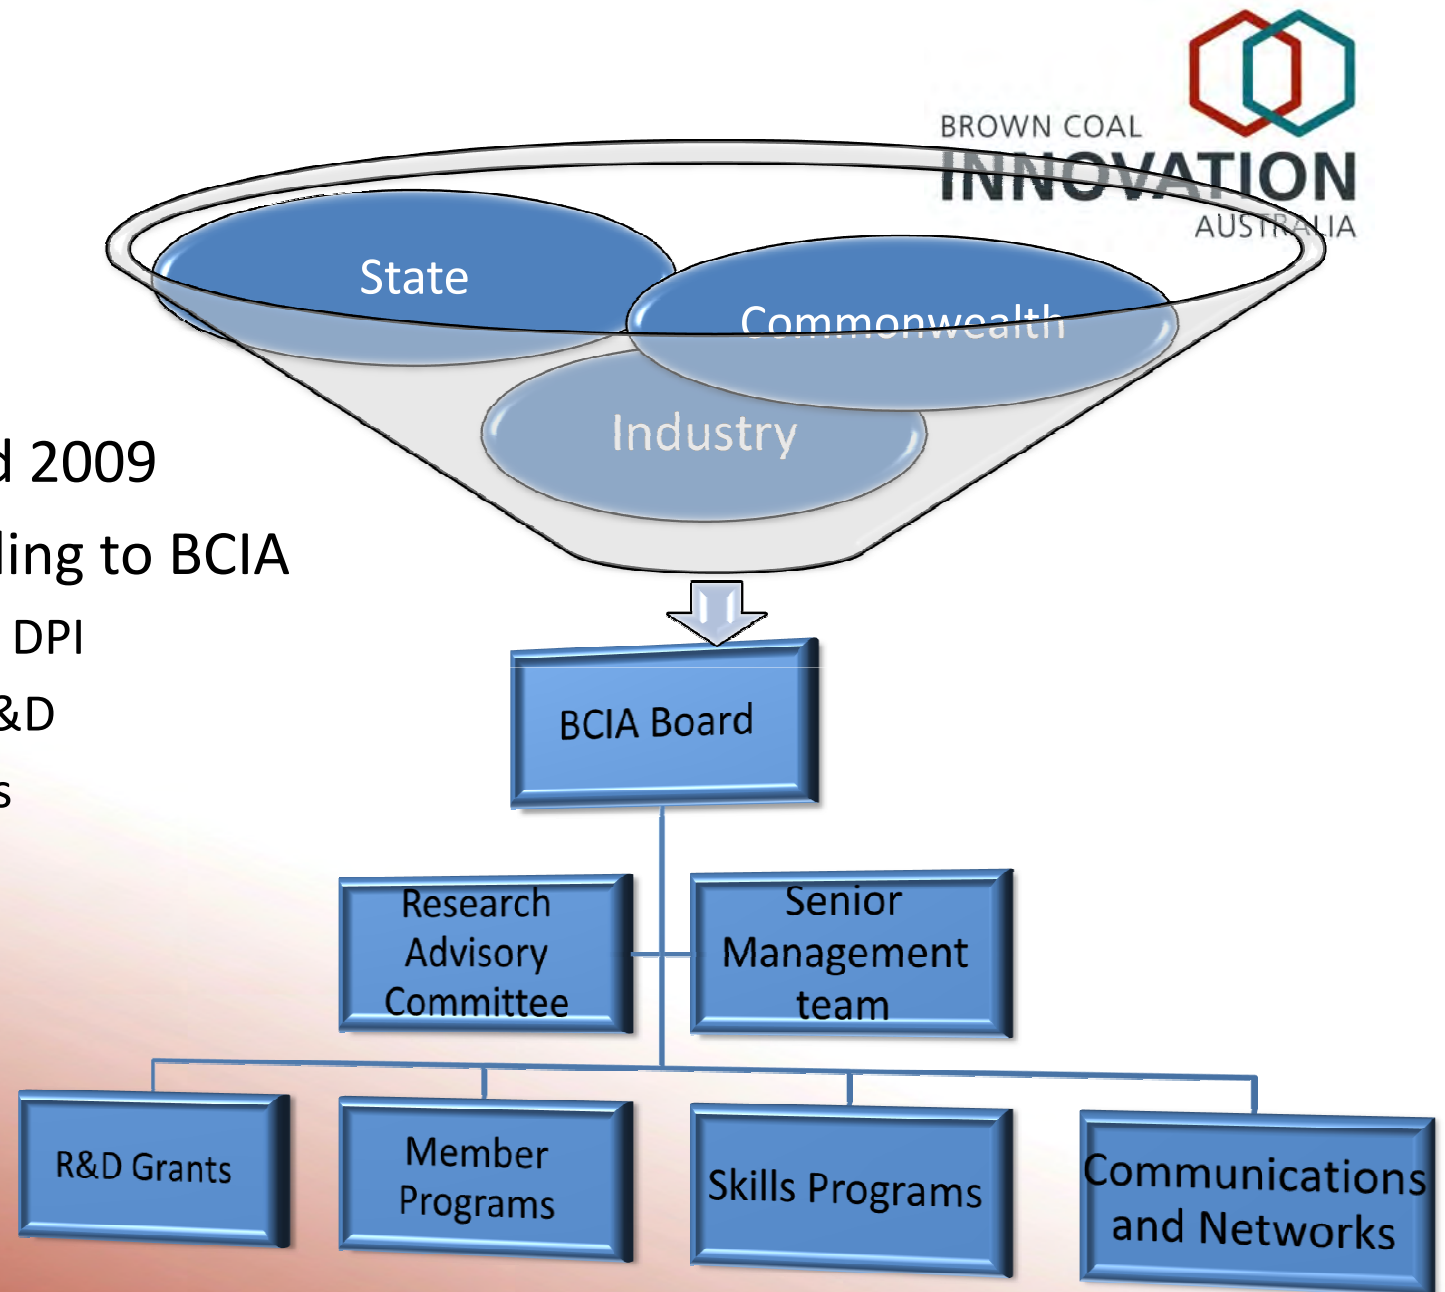 BROWN COAL
INNOVATION
AUSTRALIA
State
Commonwealth
Industry
d 2009
ling to BCIA
DPI
&D
s
BCIA Board
Research
Advisory
Committee
Senior
Management
team
R&D Grants
Member
Programs
Skills Programs
Communications
and Networks